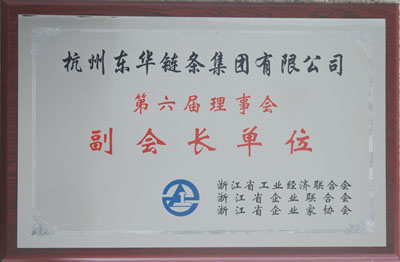 杭州东华链条集团有限公司
第六届理事会
副会长单位
浙江省工业经济联合会
浙江省企业联合会
浙江省企业家协会